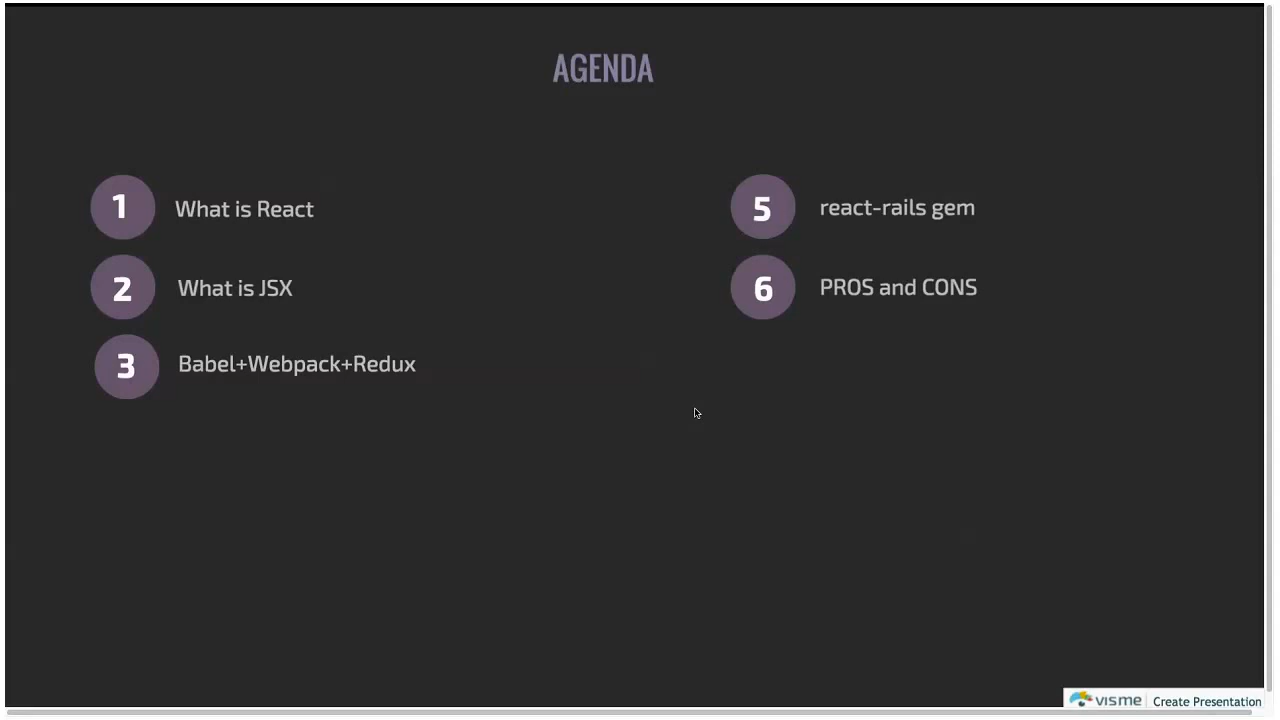 AGENDA
1 What is React
2 What is JSX
3 Babel+Webpack+Redux
5 react-rails gem
6 PROS and CONS
visme Create Presentation